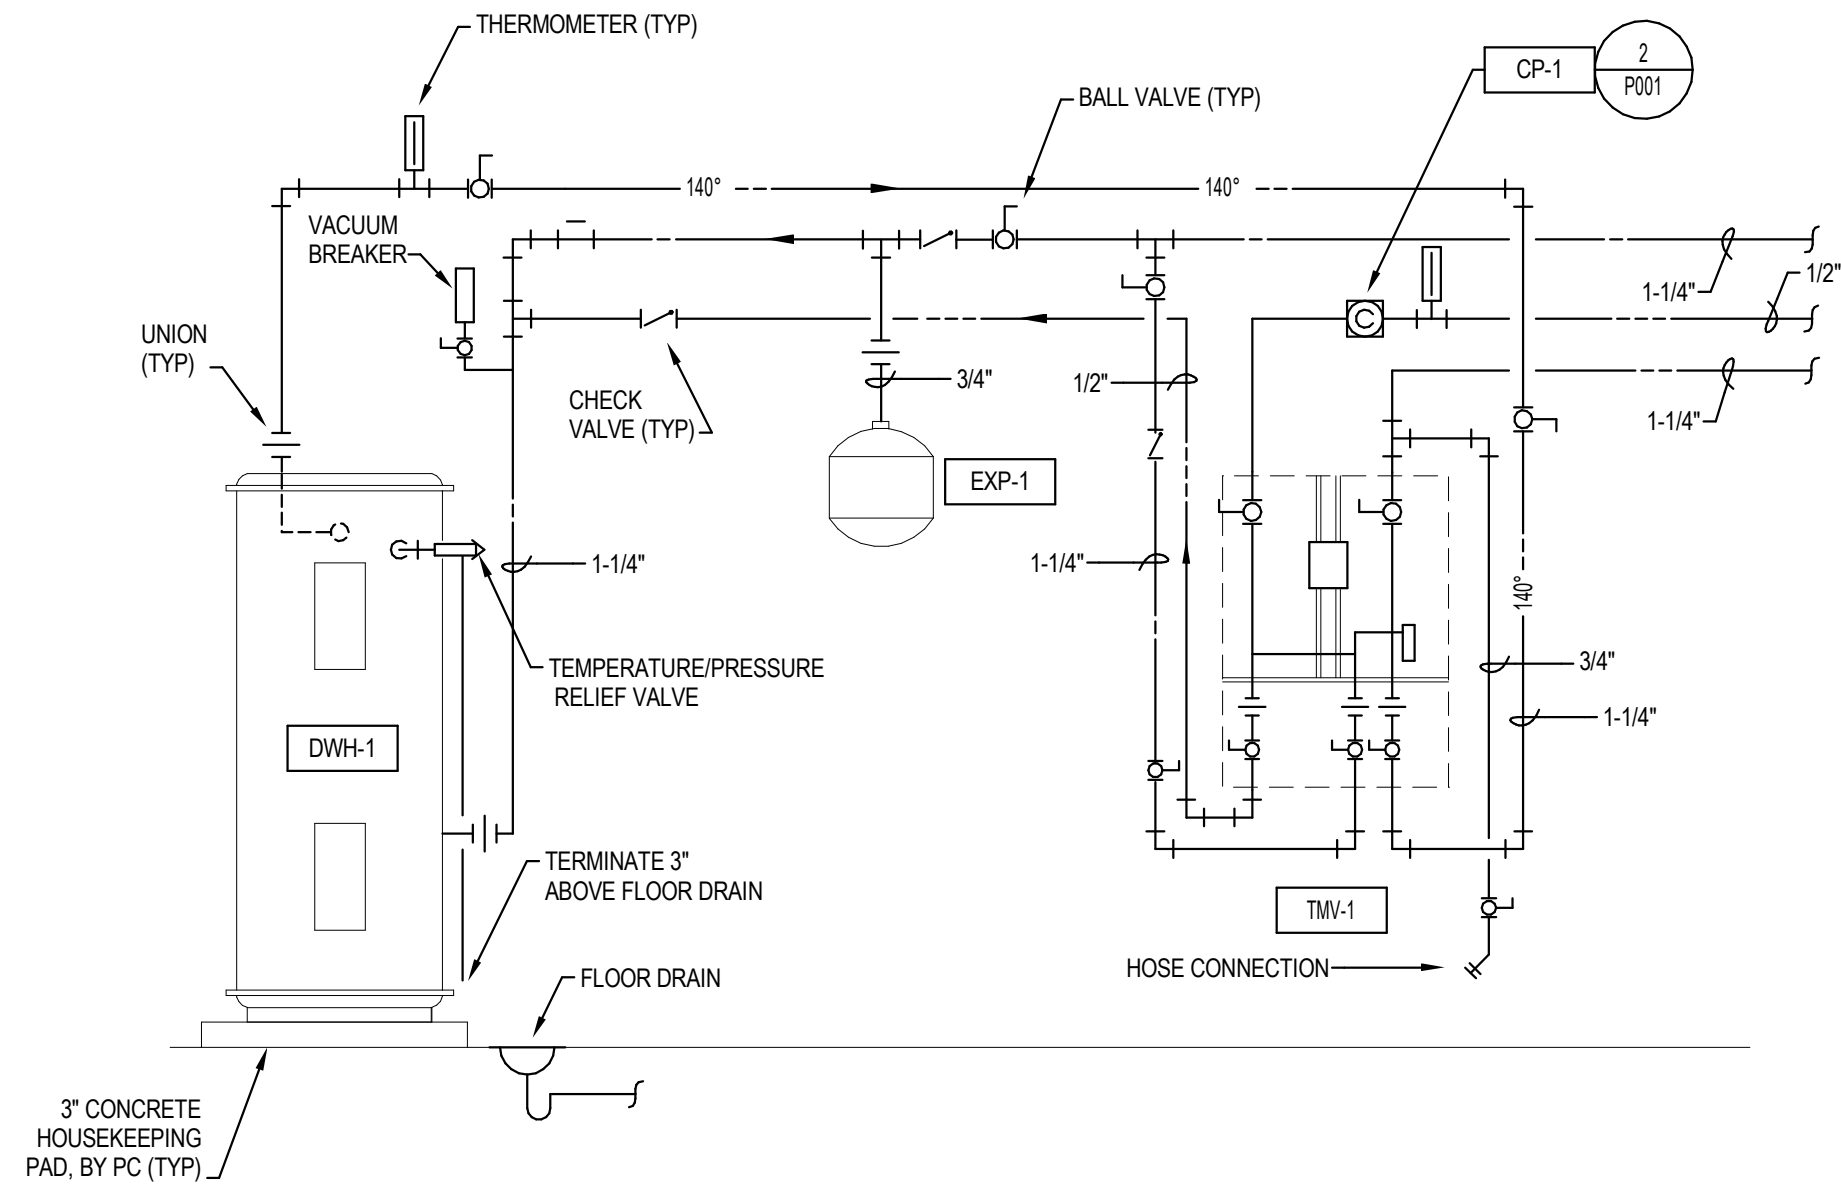 THERMOMETER (TYP)
CP-1
2
P001
BALL VALVE (TYP)
140°
140°
VACUUM
BREAKER
1-1/4"
1/2"
UNION
(TYP)
CHECK
VALVE (TYP)
3/4"
1/2"
1-1/4"
EXP-1
1-1/4"
1-1/4"
140°
TEMPERATURE/PRESSURE
RELIEF VALVE
3/4"
1-1/4"
DWH-1
TERMINATE 3"
ABOVE FLOOR DRAIN
TMV-1
HOSE CONNECTION
FLOOR DRAIN
3" CONCRETE
HOUSEKEEPING
PAD, BY PC (TYP)
C